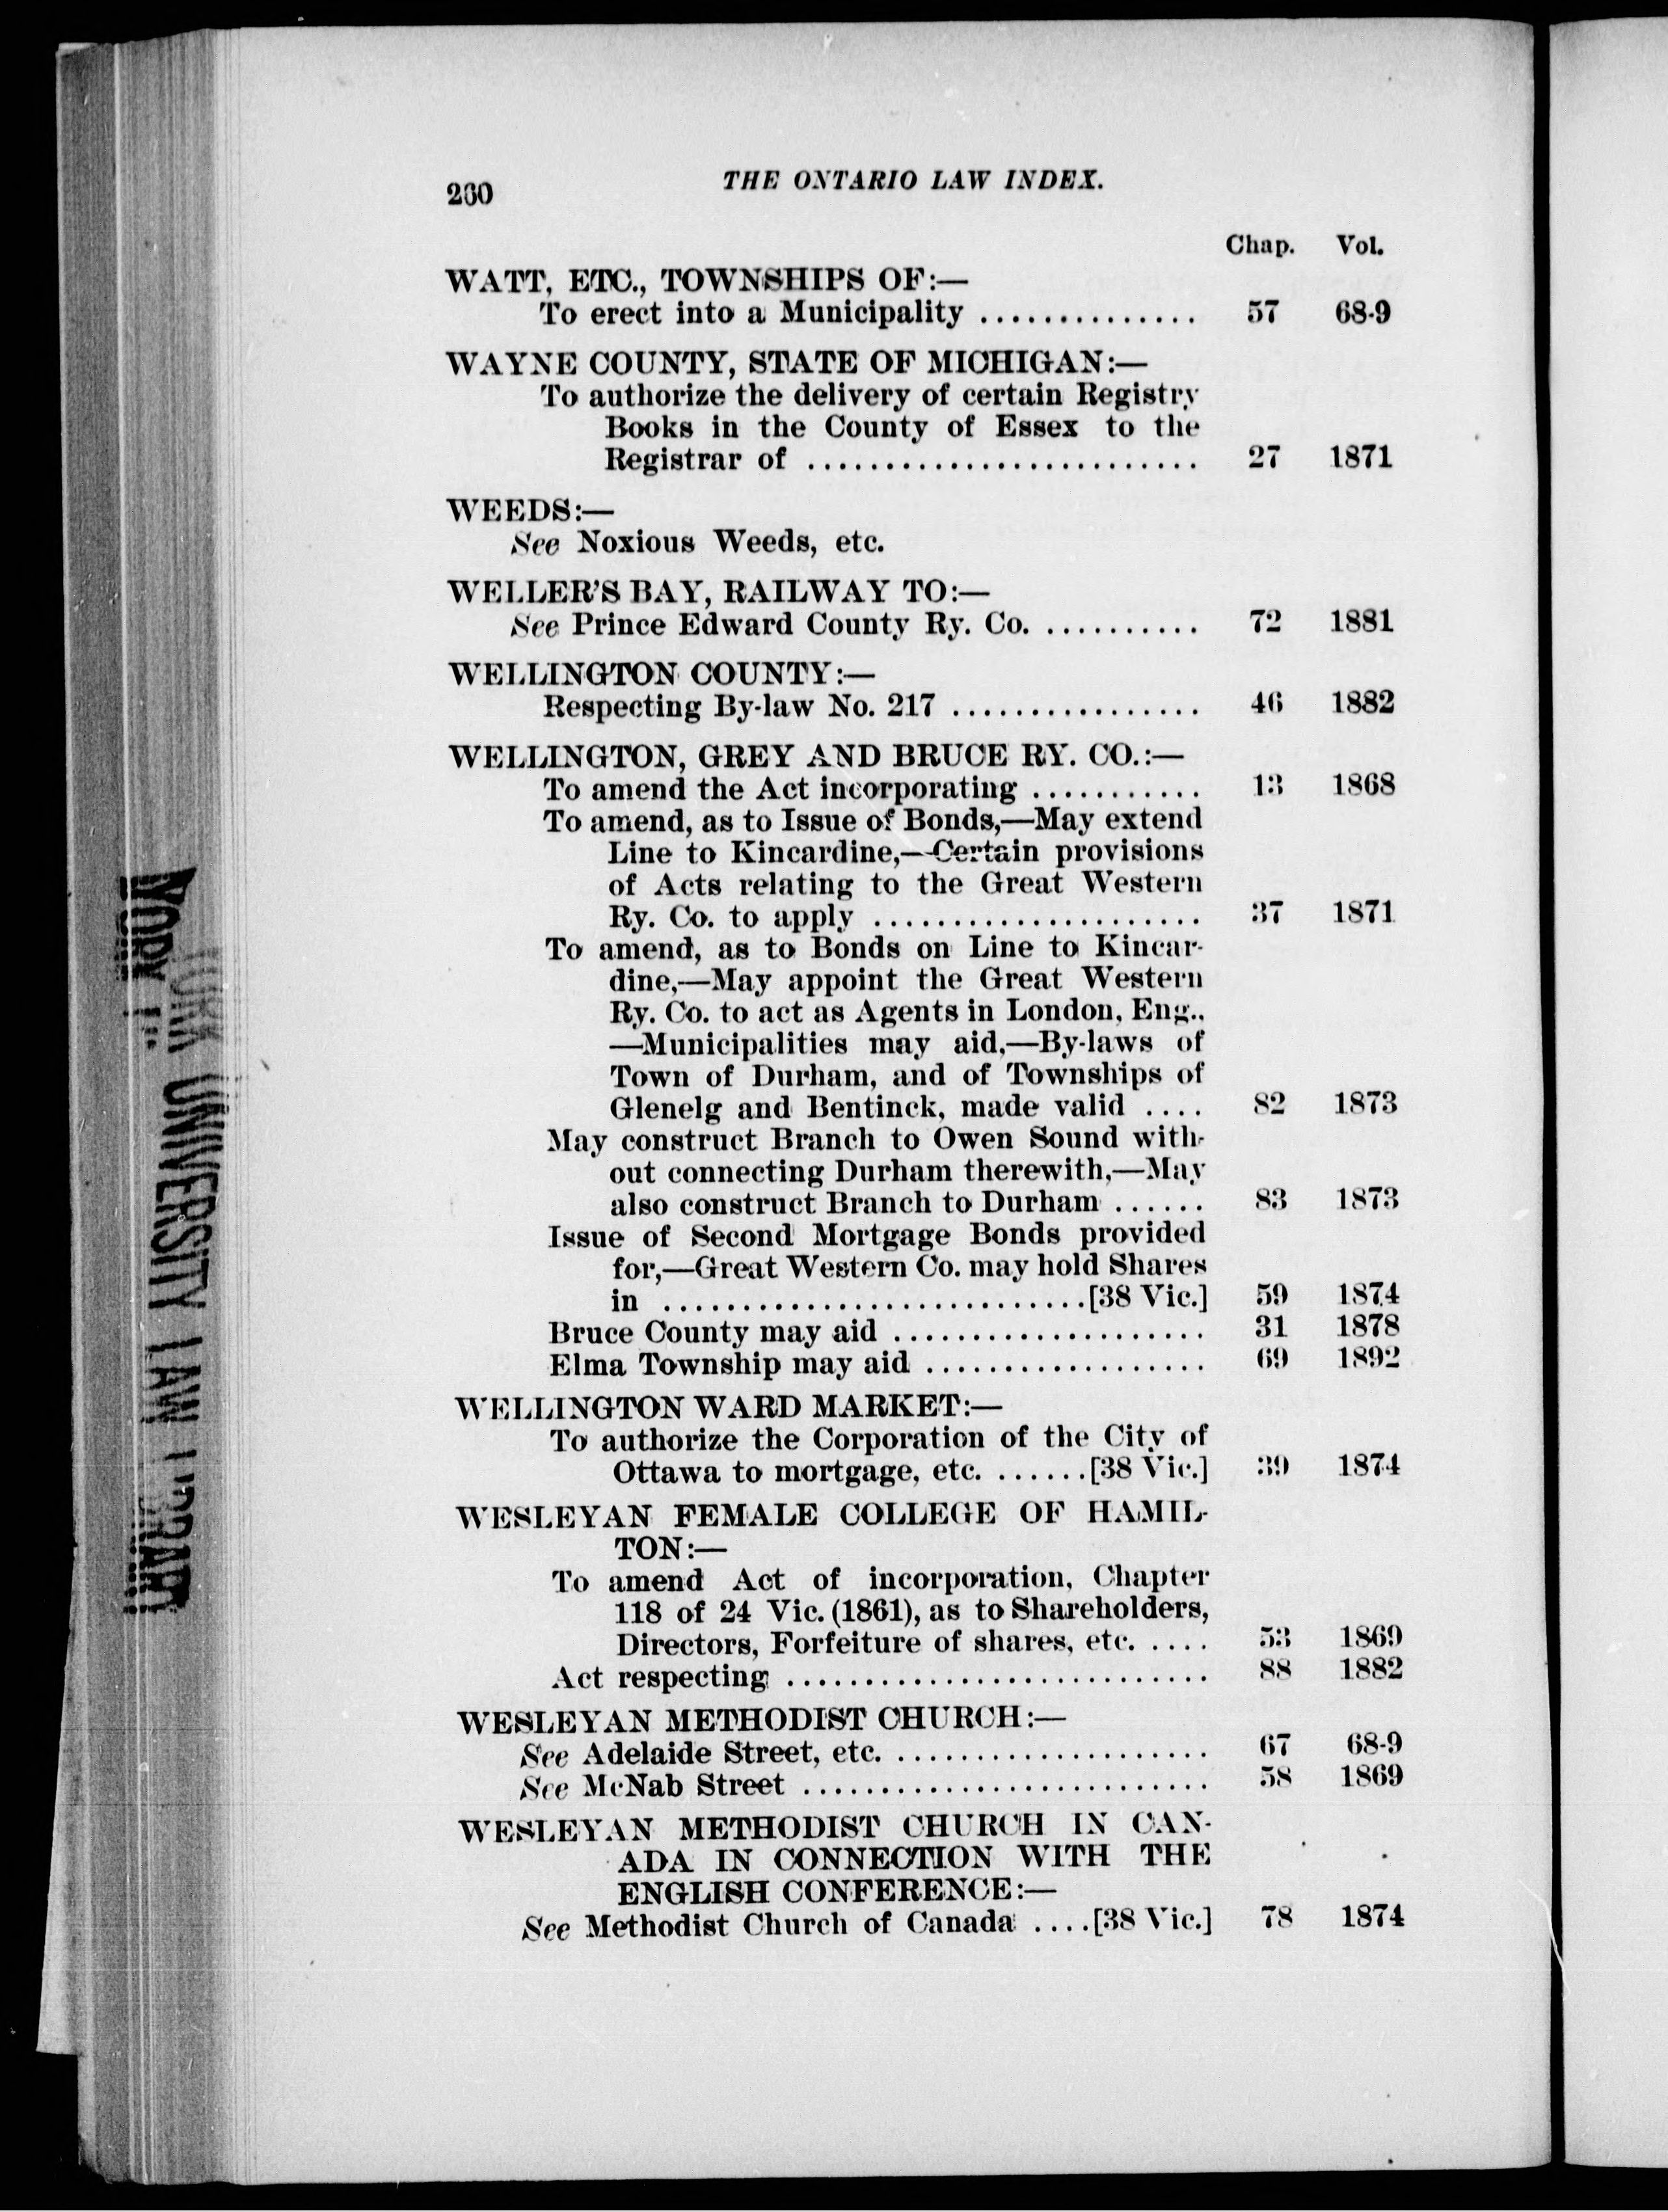 260
THE ONTARIO LAW INDEX.
Chap. Vol.
WATT, ETC., TOWNSHIPS OF:—
To erect into a Municipality .............. 57 68-9
WAYNE COUNTY, STATE OF MICHIGAN:—
To authorize the delivery of certain Registry
Books in the County of Essex to the
Registrar of ......................... 27 1871
WEEDS:—
See Noxious Weeds, etc.
WELLER'S BAY, RAILWAY TO:—
See Prince Edward County Ry. Co. .......... 72 1881
WELLINGTON COUNTY:—
Respecting By-law No. 217 ................ 46 1882
WELLINGTON, GREY AND BRUCE RY. CO.:—
To amend the Act incorporating ........... 13 1868
To amend, as to Issue of Bonds,—May extend
Line to Kincardine,—Certain provisions
of Acts relating to the Great Western
Ry. Co. to apply ..................... 37 1871
To amend, as to Bonds on Line to Kincar-
dine,—May appoint the Great Western
Ry. Co. to act as Agents in London, Eng.,
—Municipalities may aid,—By-laws of
Town of Durham, and of Townships of
Glenelg and Bentinck, made valid .... 82 1873
May construct Branch to Owen Sound with-
out connecting Durham therewith,—May
also construct Branch to Durham ...... 83 1873
Issue of Second Mortgage Bonds provided
for,—Great Western Co. may hold Shares
in ...........................[38 Vic.] 59 1874
Bruce County may aid .................... 31 1878
Elma Township may aid .................. 69 1892
WELLINGTON WARD MARKET:—
To authorize the Corporation of the City of
Ottawa to mortgage, etc. .......[38 Vic.] 39 1874
WESLEYAN FEMALE COLLEGE OF HAMIL-
TON:—
To amend Act of incorporation, Chapter
118 of 24 Vic. (1861), as to Shareholders,
Directors, Forfeiture of shares, etc. .... 53 1869
Act respecting ........................... 88 1882
WESLEYAN METHODIST CHURCH:—
See Adelaide Street, etc. .................... 67 68-9
See McNab Street .......................... 58 1869
WESLEYAN METHODIST CHURCH IN CAN-
ADA IN CONNECTION WITH THE
ENGLISH CONFERENCE:—
See Methodist Church of Canada ....[38 Vic.] 78 1874
YORK UNIVERSITY LAW LIBRARY